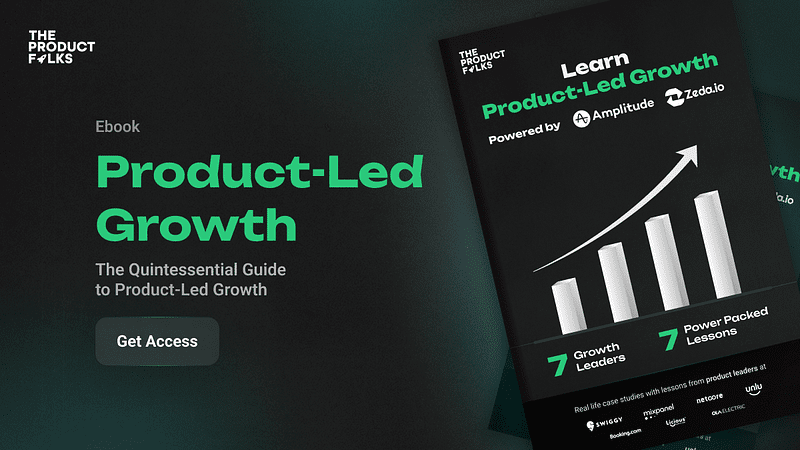 THE
PRODUCT
FOLKS
Ebook
Product-Led
Growth
The Quintessential Guide
to Product-Led Growth
Get Access
THE
PRODUCT
FOLKS
Learn
Product-Led Growth
Powered by Amplitude Zeda.io
7 Growth
Leaders
7 Power Packed
Lessons
Real life case studies with lessons from product leaders at
SWIGGY mixpanel netcore unlu
Booking.com Licious OLA ELECTRIC
wth
a.io